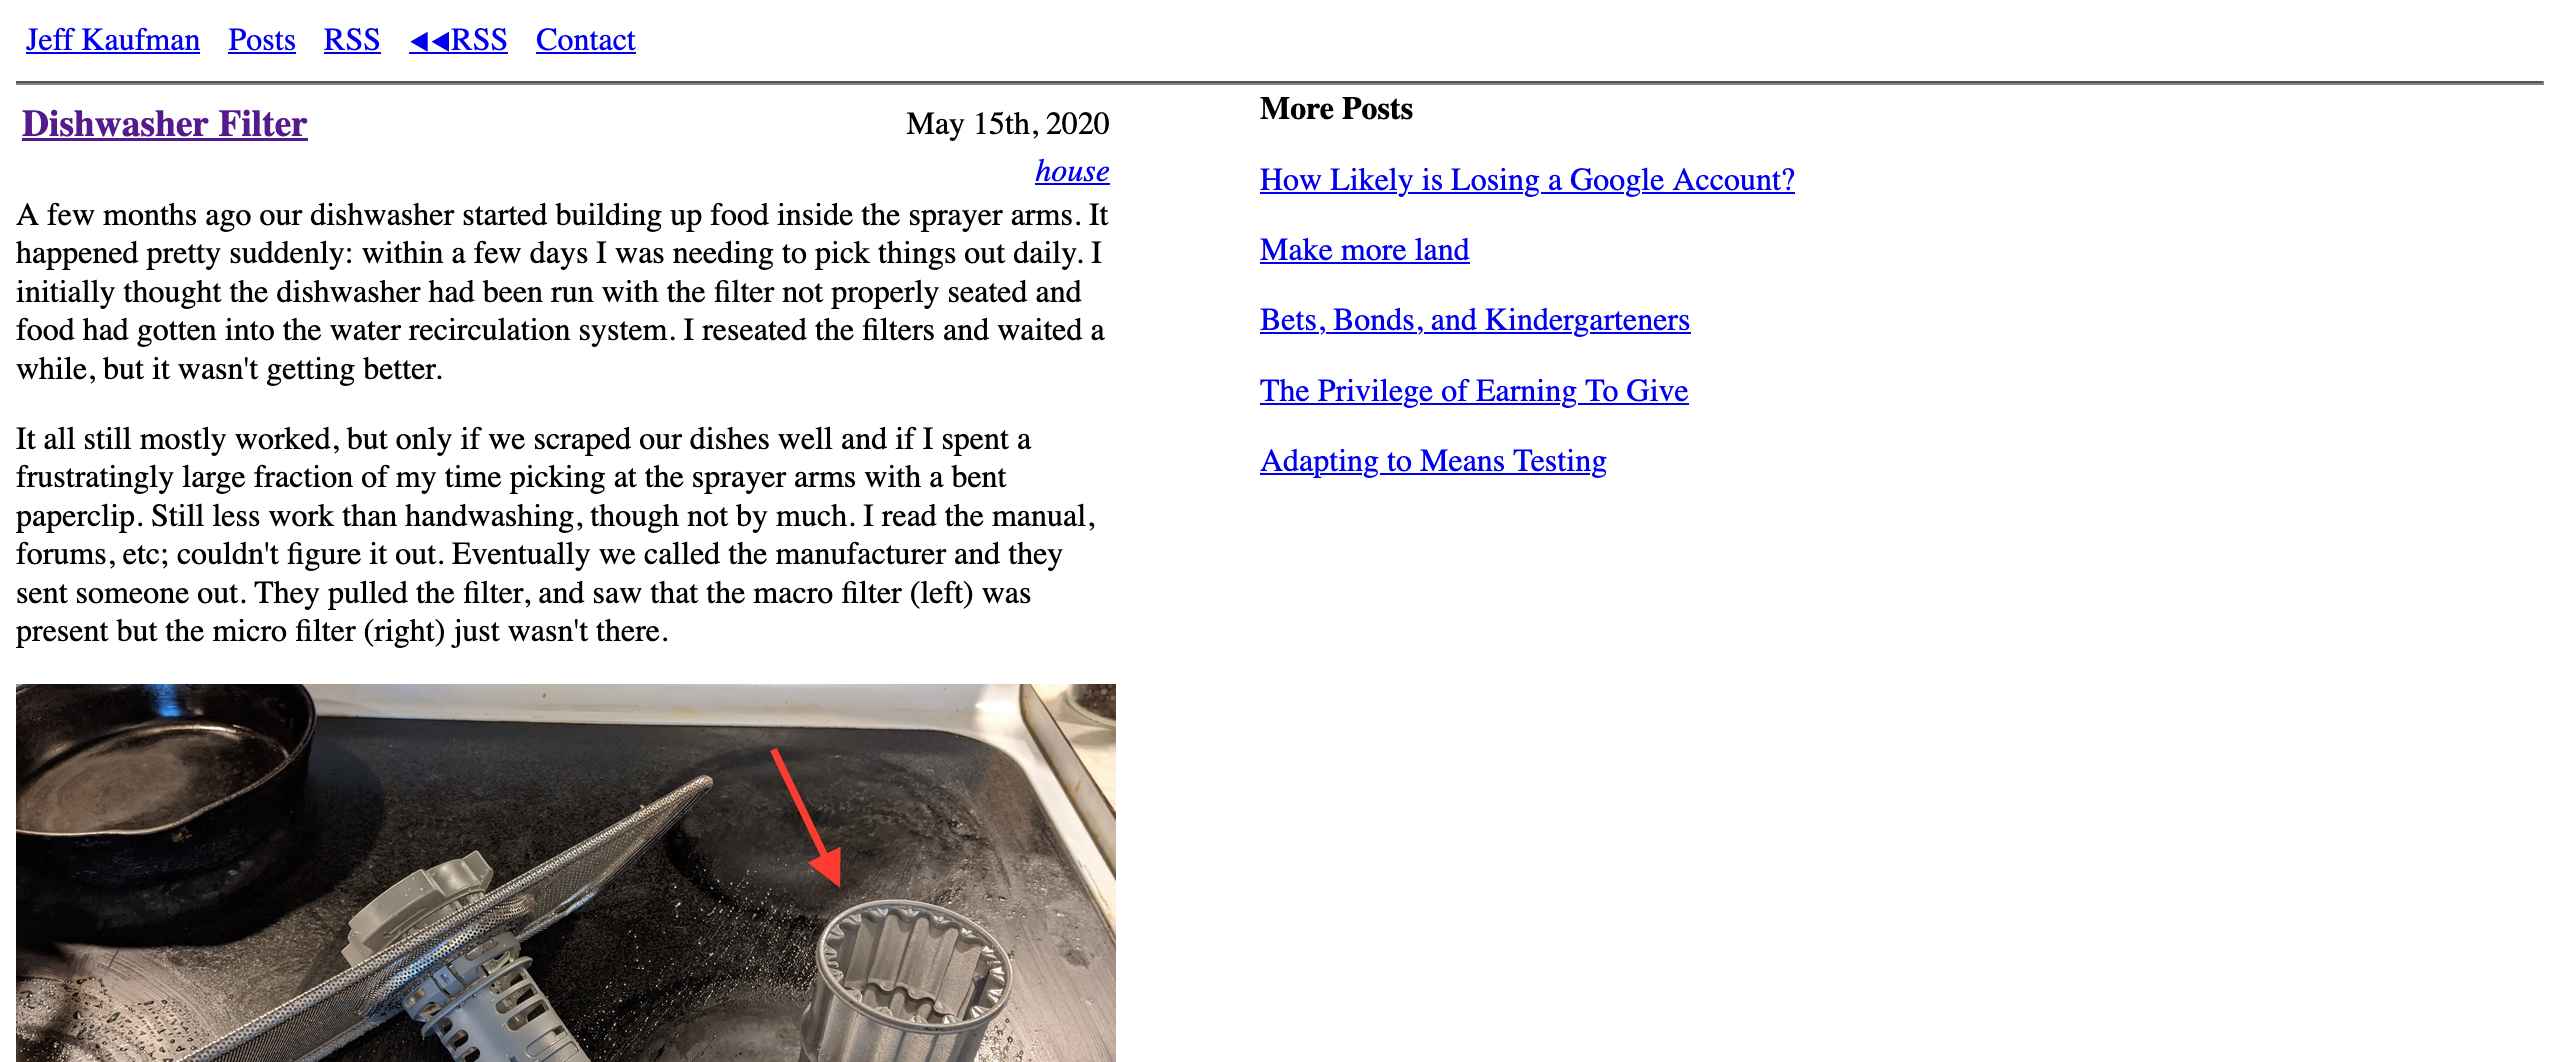 Jeff Kaufman Posts RSS ◀◀RSS Contact
Dishwasher Filter May 15th, 2020
house
A few months ago our dishwasher started building up food inside the sprayer arms. It
happened pretty suddenly: within a few days I was needing to pick things out daily. I
initially thought the dishwasher had been run with the filter not properly seated and
food had gotten into the water recirculation system. I reseated the filters and waited a
while, but it wasn't getting better.
It all still mostly worked, but only if we scraped our dishes well and if I spent a
frustratingly large fraction of my time picking at the sprayer arms with a bent
paperclip. Still less work than handwashing, though not by much. I read the manual,
forums, etc; couldn't figure it out. Eventually we called the manufacturer and they
sent someone out. They pulled the filter, and saw that the macro filter (left) was
present but the micro filter (right) just wasn't there.
More Posts
How Likely is Losing a Google Account?
Make more land
Bets, Bonds, and Kindergarteners
The Privilege of Earning To Give
Adapting to Means Testing